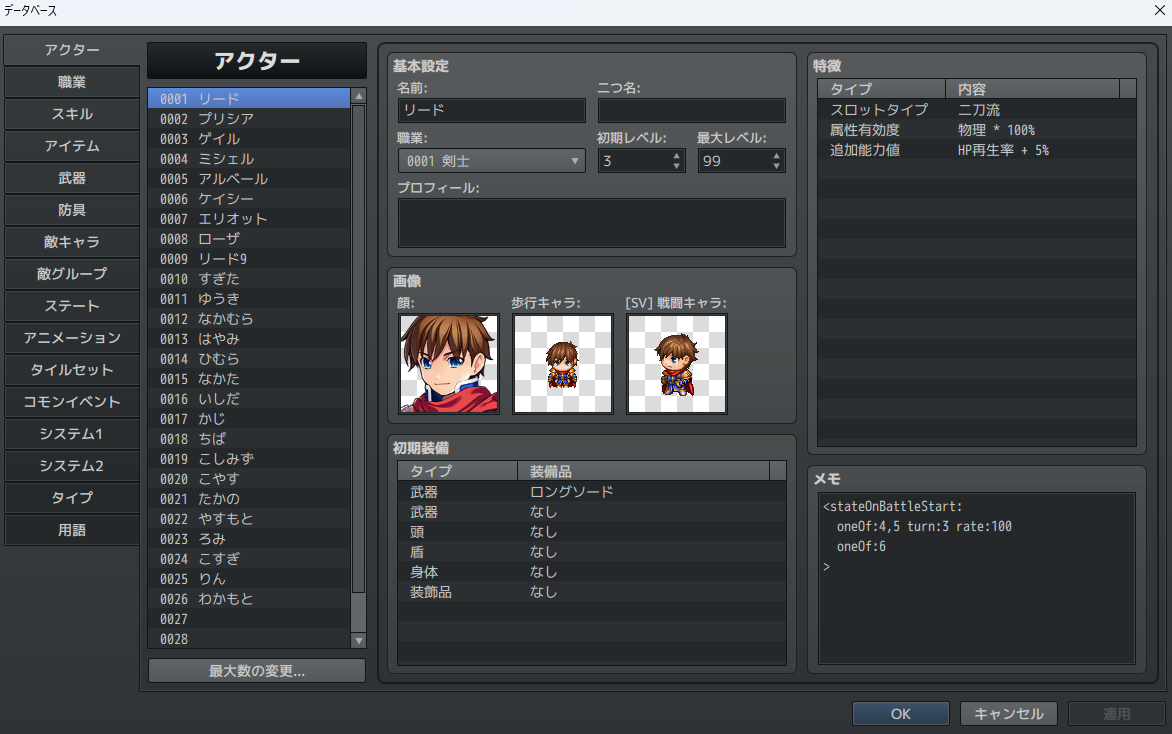 データベース
アクター
職業
スキル
アイテム
武器
防具
敵キャラ
敵グループ
ステート
アニメーション
タイルセット
コモンイベント
システム1
システム2
タイプ
用語
アクター
0001 リード
0002 プリシア
0003 ゲイル
0004 ミシェル
0005 アルベール
0006 ケイシー
0007 エリオット
0008 ローザ
0009 リード9
0010 すぎた
0011 ゆうき
0012 なかむら
0013 はやみ
0014 ひむら
0015 なかた
0016 いしだ
0017 かじ
0018 ちば
0019 こしみず
0020 こやす
0021 たかの
0022 やすもと
0023 ろみ
0024 こすぎ
0025 りん
0026 わかもと
0027
0028
最大数の変更...
基本設定
名前: 二つ名:
リード
職業: 初期レベル: 最大レベル:
0001 剣士 3 99
プロフィール:
画像
顔: 歩行キャラ: [SV] 戦闘キャラ:
初期装備
タイプ 装備品
武器 ロングソード
武器 なし
頭 なし
盾 なし
身体 なし
装飾品 なし
特徴
タイプ 内容
スロットタイプ 二刀流
属性有効度 物理 * 100%
追加能力値 HP再生率 + 5%
メモ
<stateOnBattleStart:
  oneOf:4,5 turn:3 rate:100
  oneOf:6
>
OK キャンセル 適用